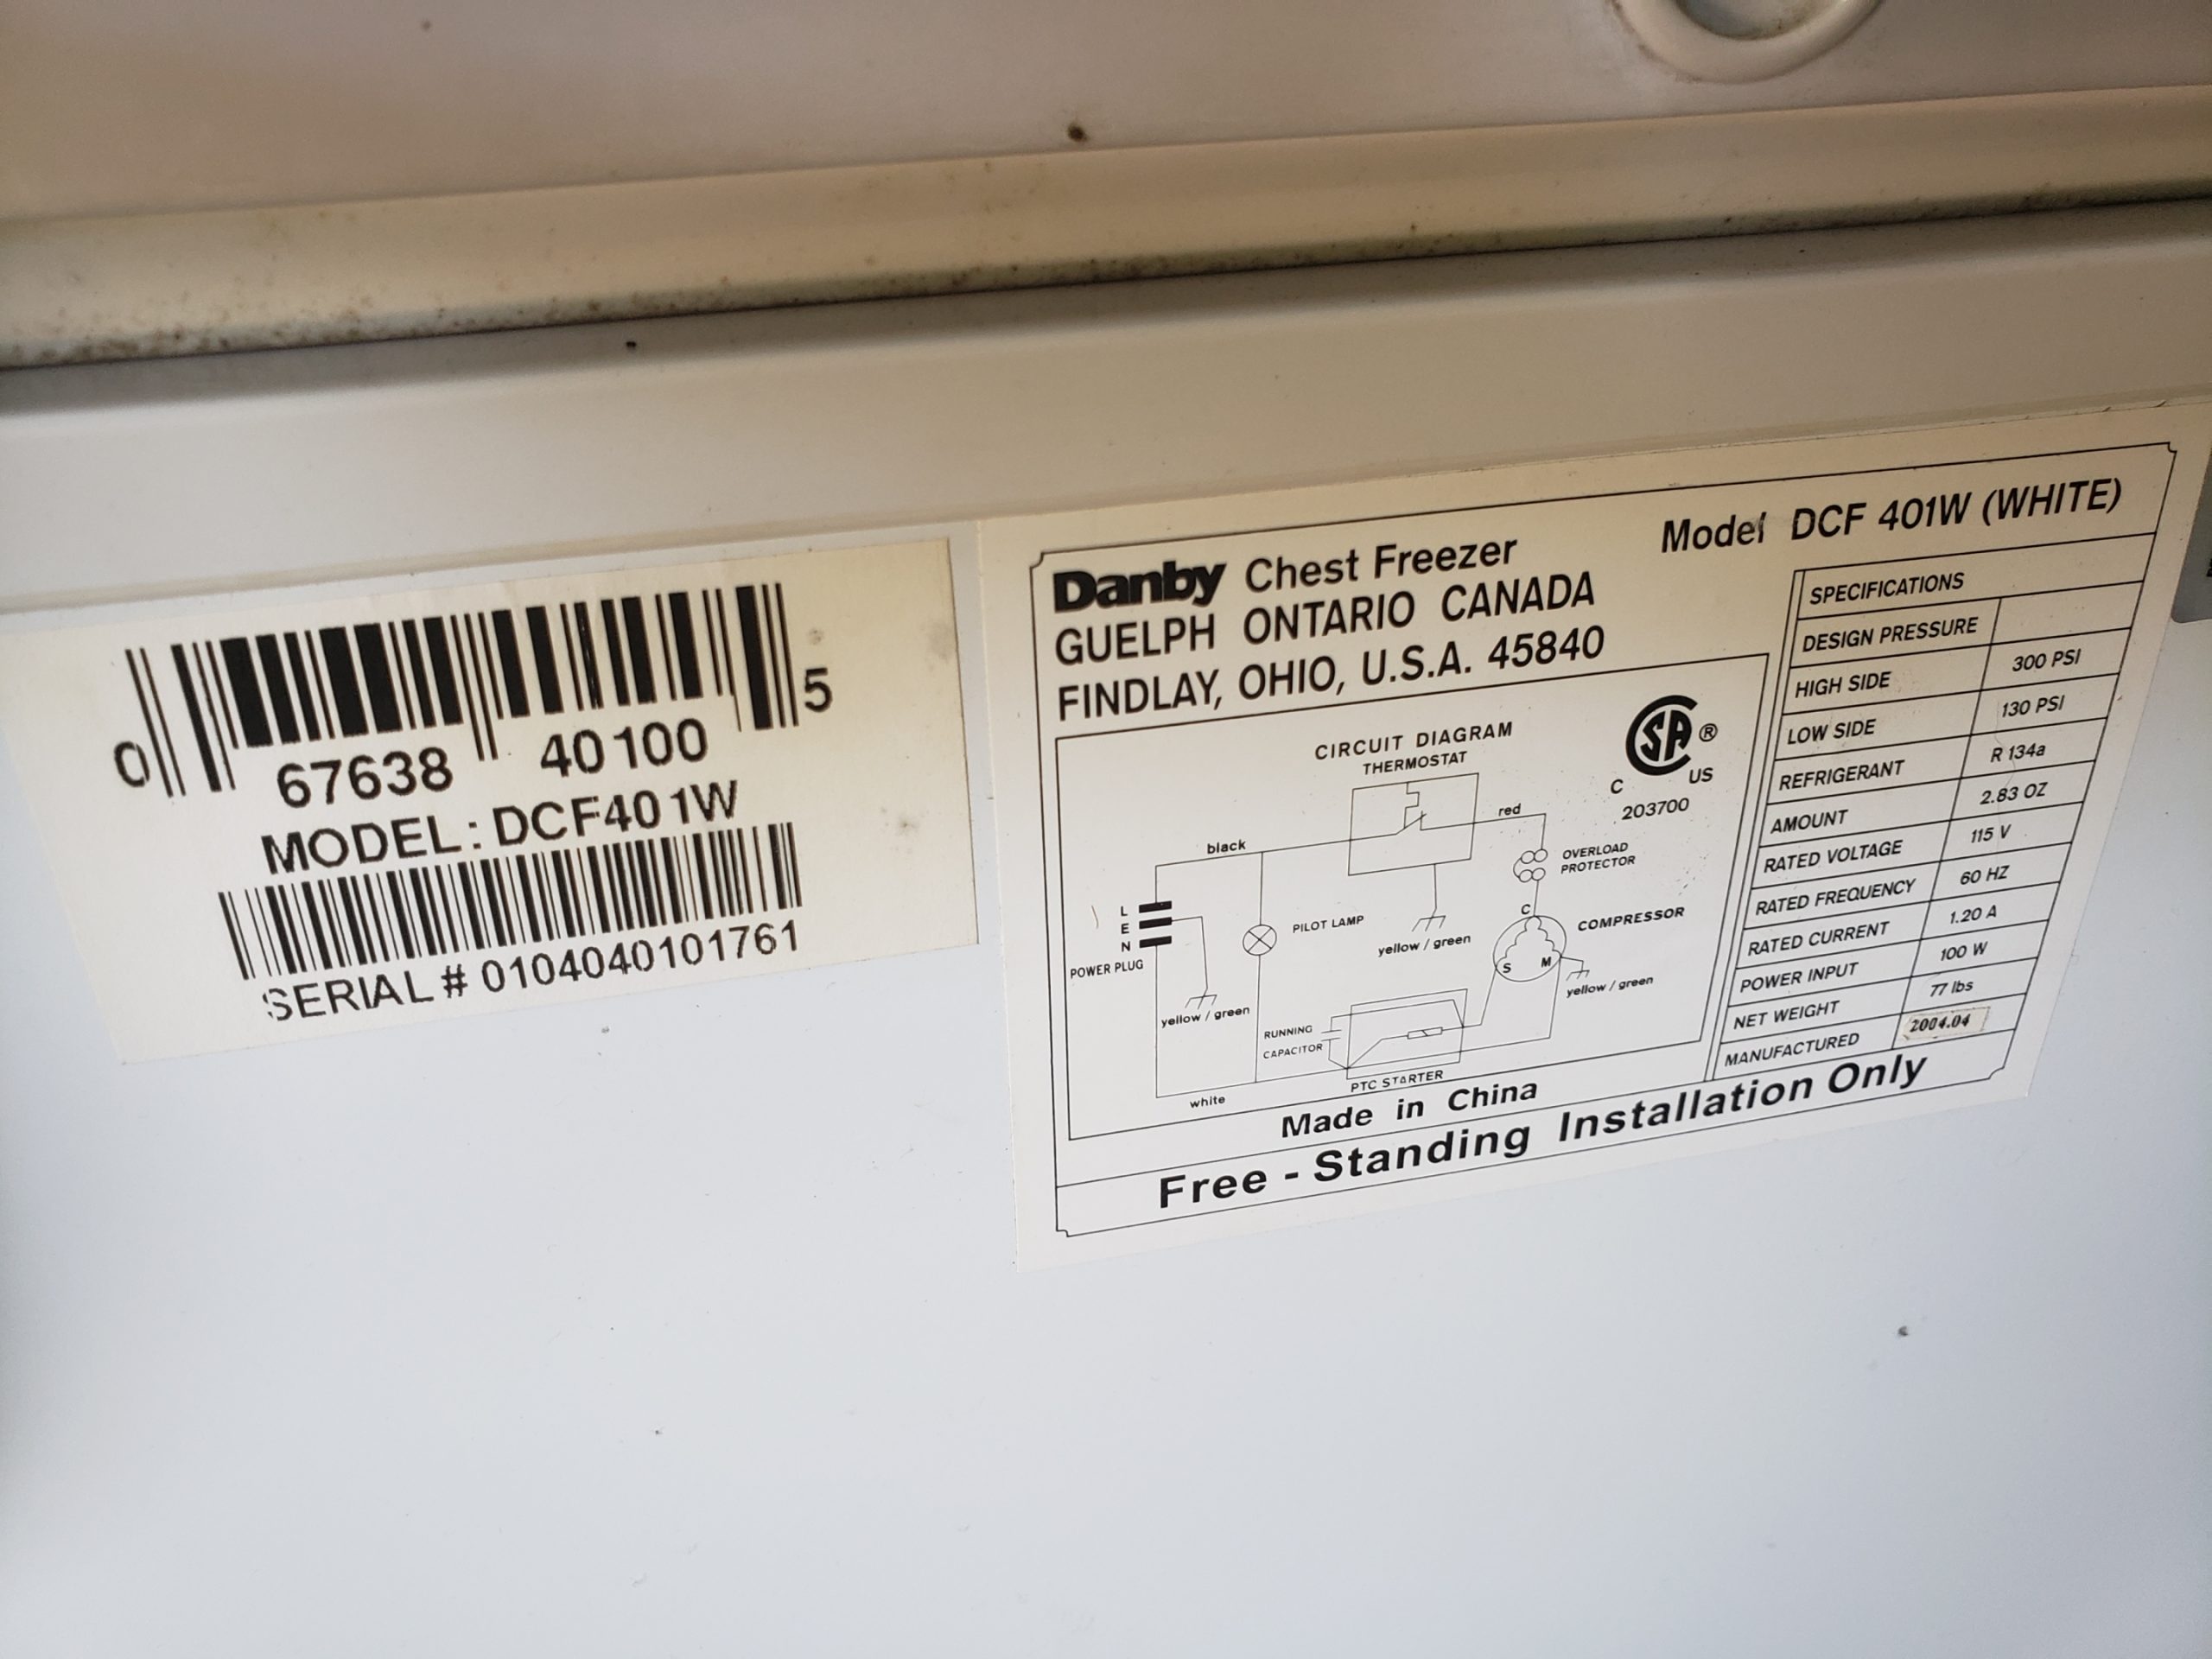 0 67638 40100 5
MODEL: DCF401W
SERIAL # 0104040101761
Danby Chest Freezer
GUELPH ONTARIO CANADA
FINDLAY, OHIO, U.S.A. 45840
Model DCF 401W (WHITE)
CIRCUIT DIAGRAM
THERMOSTAT
SA ®
C US
203700
black
red
OVERLOAD
PROTECTOR
L
E
N
POWER PLUG
PILOT LAMP
yellow / green
C
COMPRESSOR
S M
yellow / green
yellow / green
RUNNING
CAPACITOR
PTC STARTER
white
SPECIFICATIONS
DESIGN PRESSURE
HIGH SIDE 300 PSI
LOW SIDE 130 PSI
REFRIGERANT R 134a
AMOUNT 2.83 OZ
RATED VOLTAGE 115 V
RATED FREQUENCY 60 HZ
RATED CURRENT 1.20 A
POWER INPUT 100 W
NET WEIGHT 77 lbs
MANUFACTURED 2004.04
Made in China
Free - Standing Installation Only